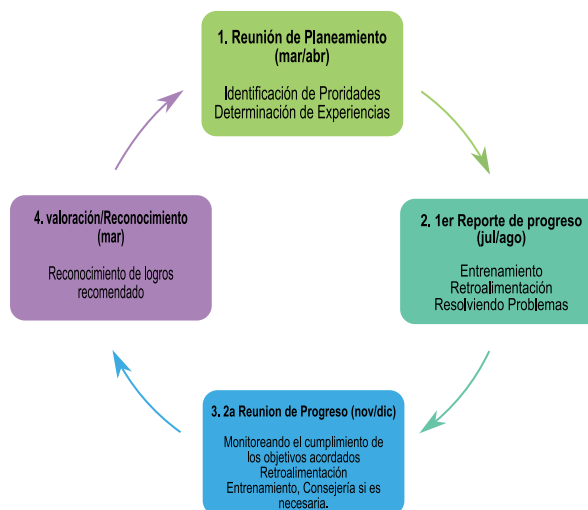 1. Reunión de Planeamiento
(mar/abr)
Identificación de Proridades
Determinación de Experiencias
2. 1er Reporte de progreso
(jul/ago)
Entrenamiento
Retroalimentación
Resolviendo Problemas
3. 2a Reunion de Progreso (nov/dic)
Monitoreando el cumplimiento de
los objetivos acordados
Retroalimentación
Entrenamiento, Consejería si es
necesaria.
4. valoración/Reconocimiento
(mar)
Reconocimiento de logros
recomendado